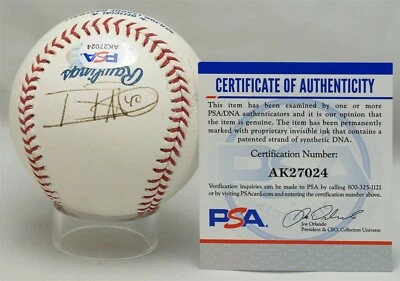 PSA
AK27024
Rawlings
CERTIFICATE OF AUTHENTICITY
This item has been examined by one or more
PSA/DNA authenticators and it is our opinion that
the item is genuine. The item has been permanently
marked with proprietary invisible ink that contains a
patented strand of synthetic DNA.
Certification Number:
AK27024
Verification inquiries can be made to PSA by calling 800-325-1121
or by visiting PSAcard.com and entering the certification number above.
PSA
Joe Orlando
President & CEO, Collectors Universe